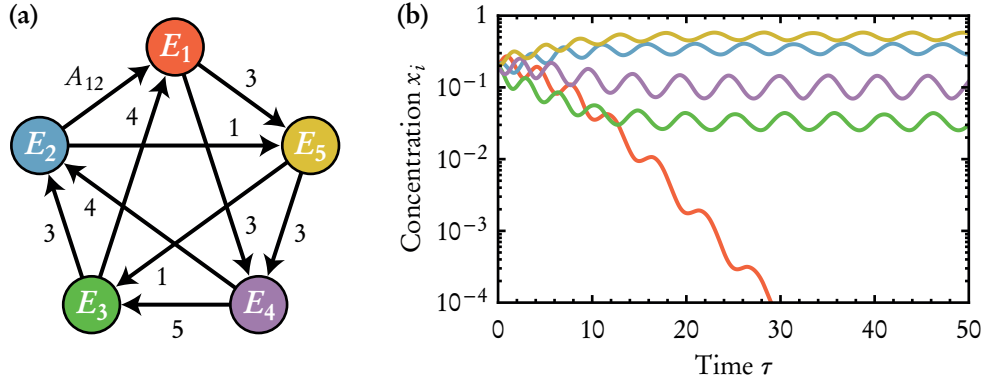 (a)
E₁
A₁₂
3
4
E₂
1
E₅
4
3
3
3
1
E₃
E₄
5
(b)
Concentration xᵢ
1
10⁻¹
10⁻²
10⁻³
10⁻⁴
0 10 20 30 40 50
Time τ